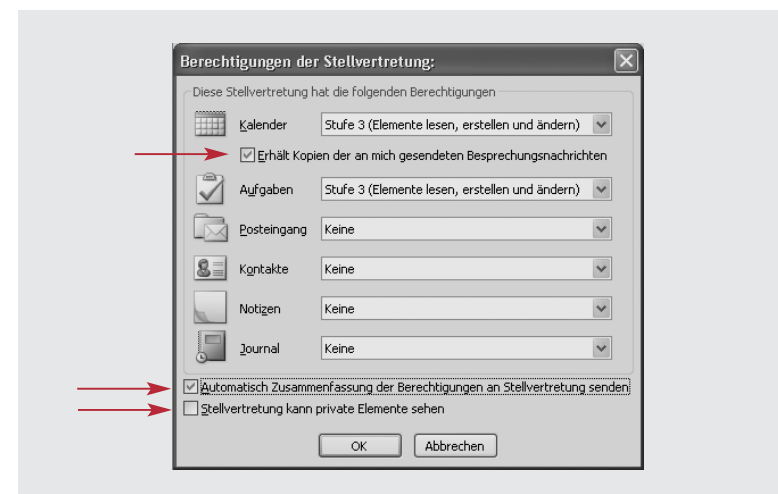 Berechtigungen der Stellvertretung:
Diese Stellvertretung hat die folgenden Berechtigungen
Kalender Stufe 3 (Elemente lesen, erstellen und ändern)
Erhält Kopien der an mich gesendeten Besprechungsnachrichten
Aufgaben Stufe 3 (Elemente lesen, erstellen und ändern)
Posteingang Keine
Kontakte Keine
Notizen Keine
Journal Keine
Automatisch Zusammenfassung der Berechtigungen an Stellvertretung senden
Stellvertretung kann private Elemente sehen
OK Abbrechen